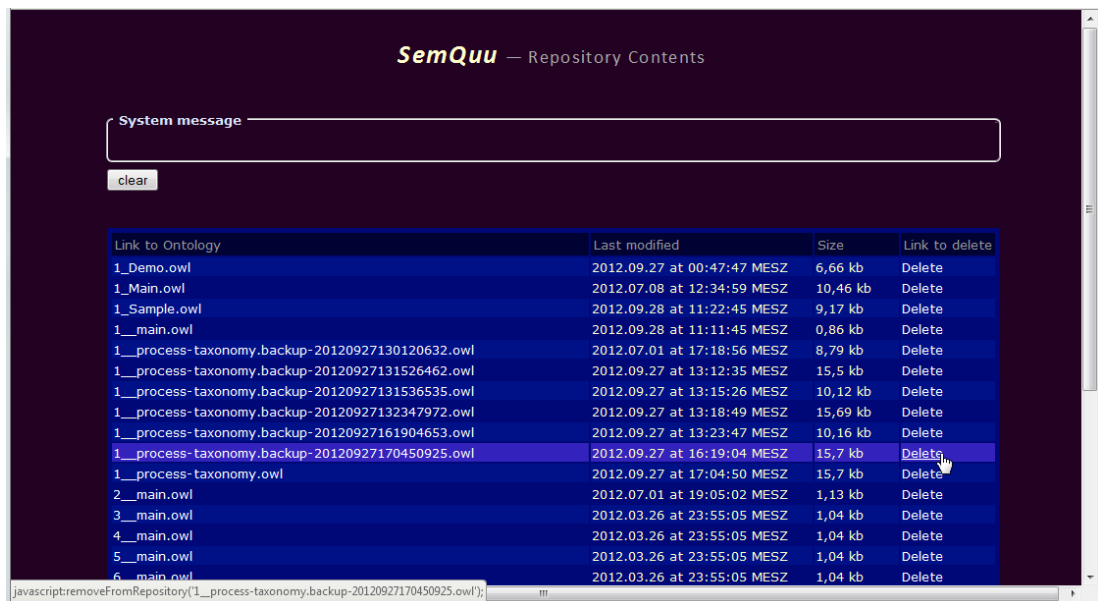 SemQuu — Repository Contents
System message
clear
Link to Ontology Last modified Size Link to delete
1_Demo.owl 2012.09.27 at 00:47:47 MESZ 6,66 kb Delete
1_Main.owl 2012.07.08 at 12:34:59 MESZ 10,46 kb Delete
1_Sample.owl 2012.09.28 at 11:22:45 MESZ 9,17 kb Delete
1__main.owl 2012.09.28 at 11:11:45 MESZ 0,86 kb Delete
1__process-taxonomy.backup-20120927130120632.owl 2012.07.01 at 17:18:56 MESZ 8,79 kb Delete
1__process-taxonomy.backup-20120927131526462.owl 2012.09.27 at 13:12:35 MESZ 15,5 kb Delete
1__process-taxonomy.backup-20120927131536535.owl 2012.09.27 at 13:15:26 MESZ 10,12 kb Delete
1__process-taxonomy.backup-20120927132347972.owl 2012.09.27 at 13:18:49 MESZ 15,69 kb Delete
1__process-taxonomy.backup-20120927161904653.owl 2012.09.27 at 13:23:47 MESZ 10,16 kb Delete
1__process-taxonomy.backup-20120927170450925.owl 2012.09.27 at 16:19:04 MESZ 15,7 kb Delete
1__process-taxonomy.owl 2012.09.27 at 17:04:50 MESZ 15,7 kb Delete
2__main.owl 2012.07.01 at 19:05:02 MESZ 1,13 kb Delete
3__main.owl 2012.03.26 at 23:55:05 MESZ 1,04 kb Delete
4__main.owl 2012.03.26 at 23:55:05 MESZ 1,04 kb Delete
5__main.owl 2012.03.26 at 23:55:05 MESZ 1,04 kb Delete
6__main.owl 2012.03.26 at 23:55:05 MESZ 1,04 kb Delete
javascript:removeFromRepository('1__process-taxonomy.backup-20120927170450925.owl');